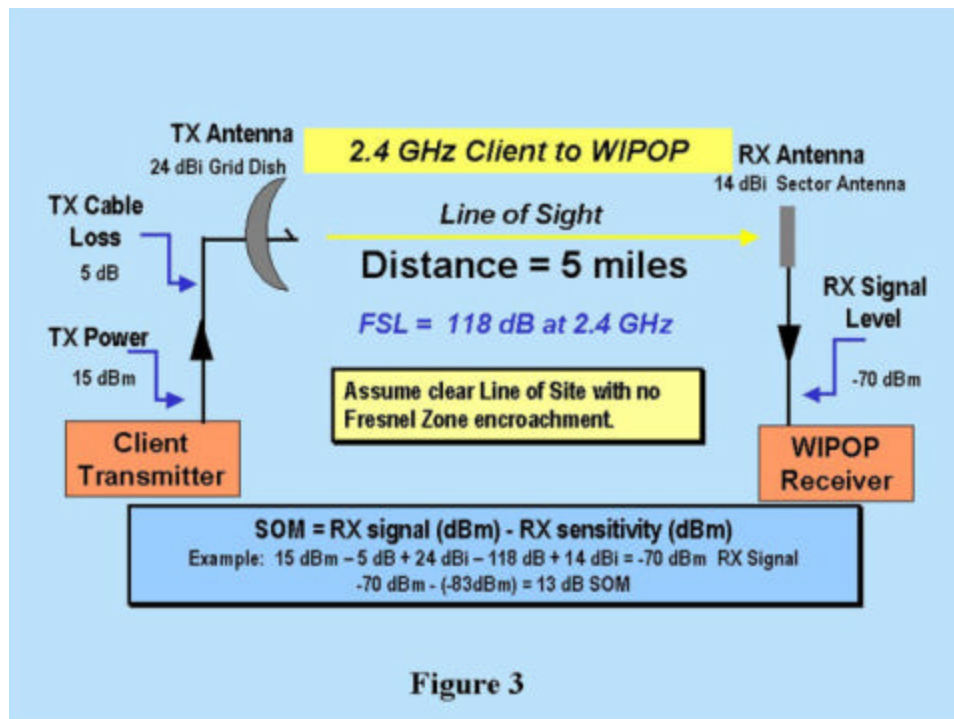 TX Antenna
24 dBi Grid Dish
2.4 GHz Client to WIPOP
RX Antenna
14 dBi Sector Antenna
TX Cable
Loss
5 dB
Line of Sight
Distance = 5 miles
RX Signal
Level
-70 dBm
FSL = 118 dB at 2.4 GHz
TX Power
15 dBm
Assume clear Line of Site with no
Fresnel Zone encroachment.
Client
Transmitter
WIPOP
Receiver
SOM = RX signal (dBm) - RX sensitivity (dBm)
Example: 15 dBm – 5 dB + 24 dBi – 118 dB + 14 dBi = -70 dBm RX Signal
-70 dBm - (-83dBm) = 13 dB SOM
Figure 3